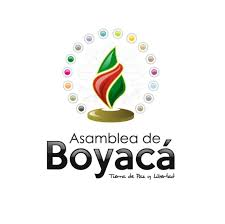 Asamblea de
Boyacá
Tierra de Paz y Libertad